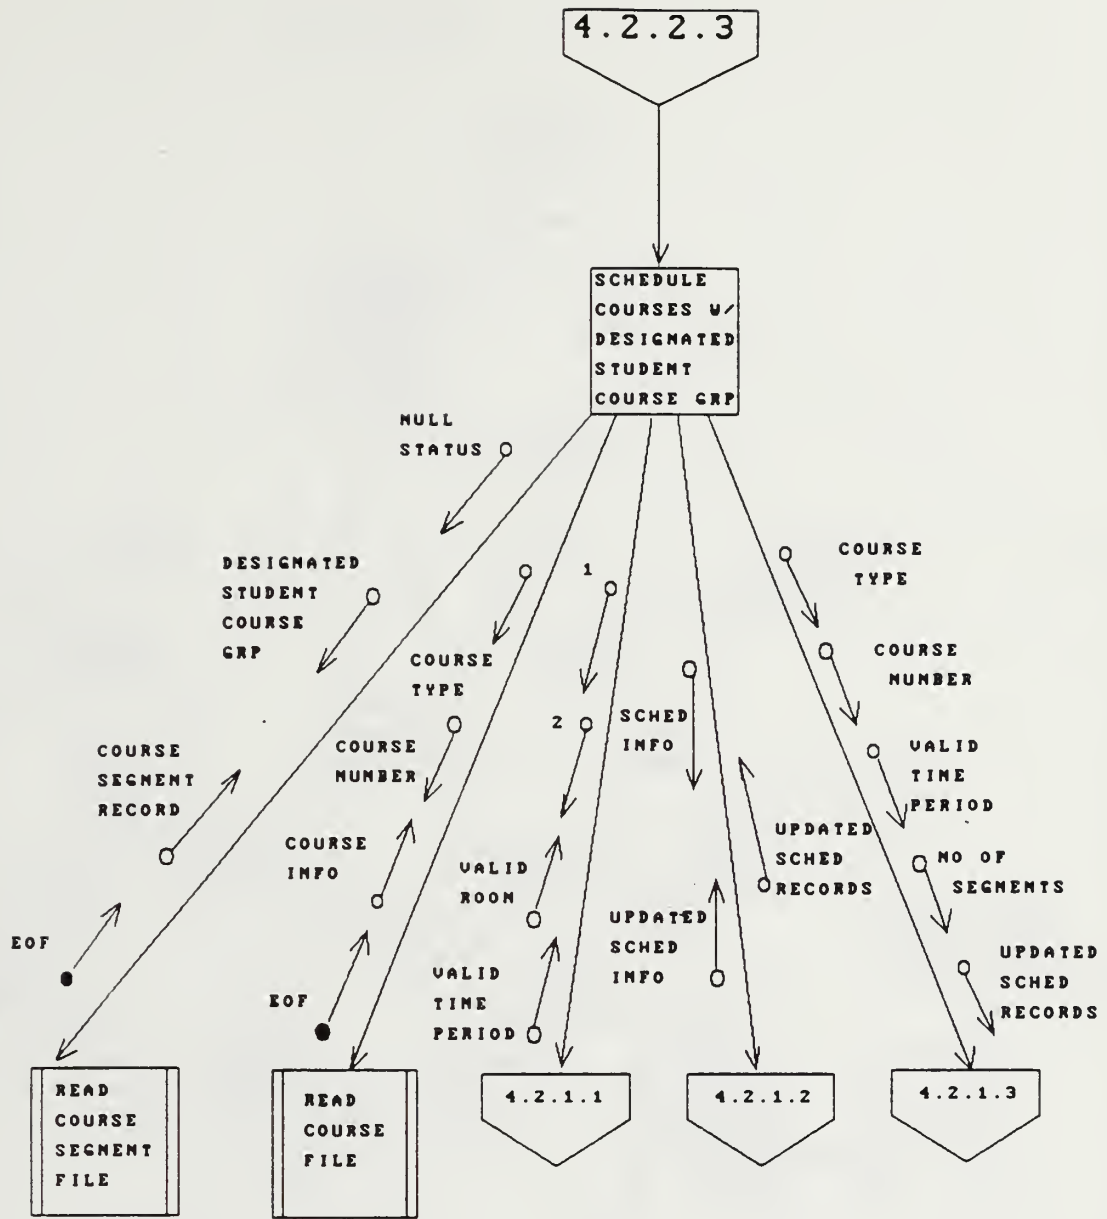 4.2.2.3
SCHEDULE
COURSES W/
DESIGNATED
STUDENT
COURSE GRP
NULL
STATUS
DESIGNATED
STUDENT
COURSE
GRP
COURSE
SEGMENT
RECORD
EOF
COURSE
TYPE
COURSE
NUMBER
COURSE
INFO
EOF
1
2
VALID
ROOM
VALID
TIME
PERIOD
SCHED
INFO
UPDATED
SCHED
INFO
UPDATED
SCHED
RECORDS
COURSE
TYPE
COURSE
NUMBER
VALID
TIME
PERIOD
NO OF
SEGMENTS
UPDATED
SCHED
RECORDS
READ
COURSE
SEGMENT
FILE
READ
COURSE
FILE
4.2.1.1
4.2.1.2
4.2.1.3